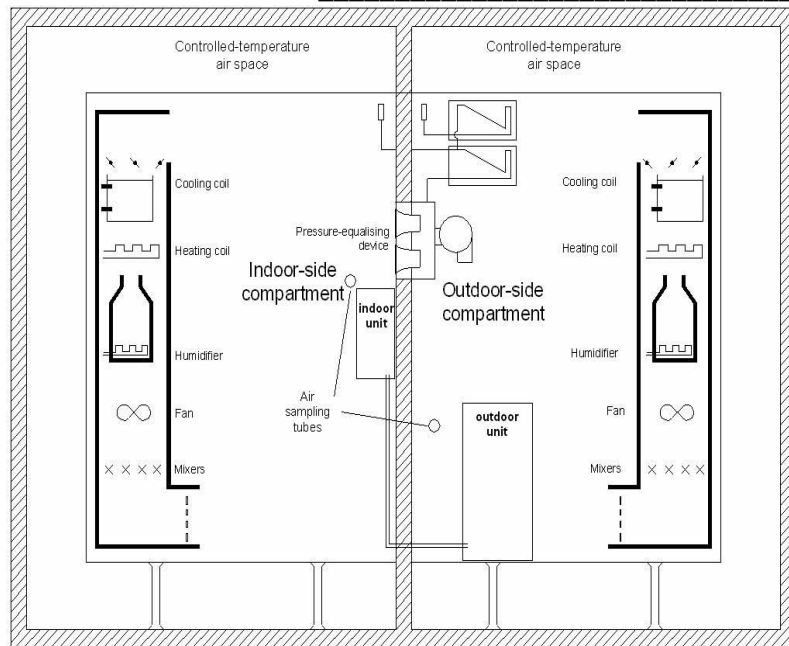 Controlled-temperature
air space
Controlled-temperature
air space
Cooling coil
Heating coil
Humidifier
Fan
Mixers
Pressure-equalising
device
Indoor-side
compartment
indoor
unit
Air
sampling
tubes
Outdoor-side
compartment
outdoor
unit
Cooling coil
Heating coil
Humidifier
Fan
Mixers